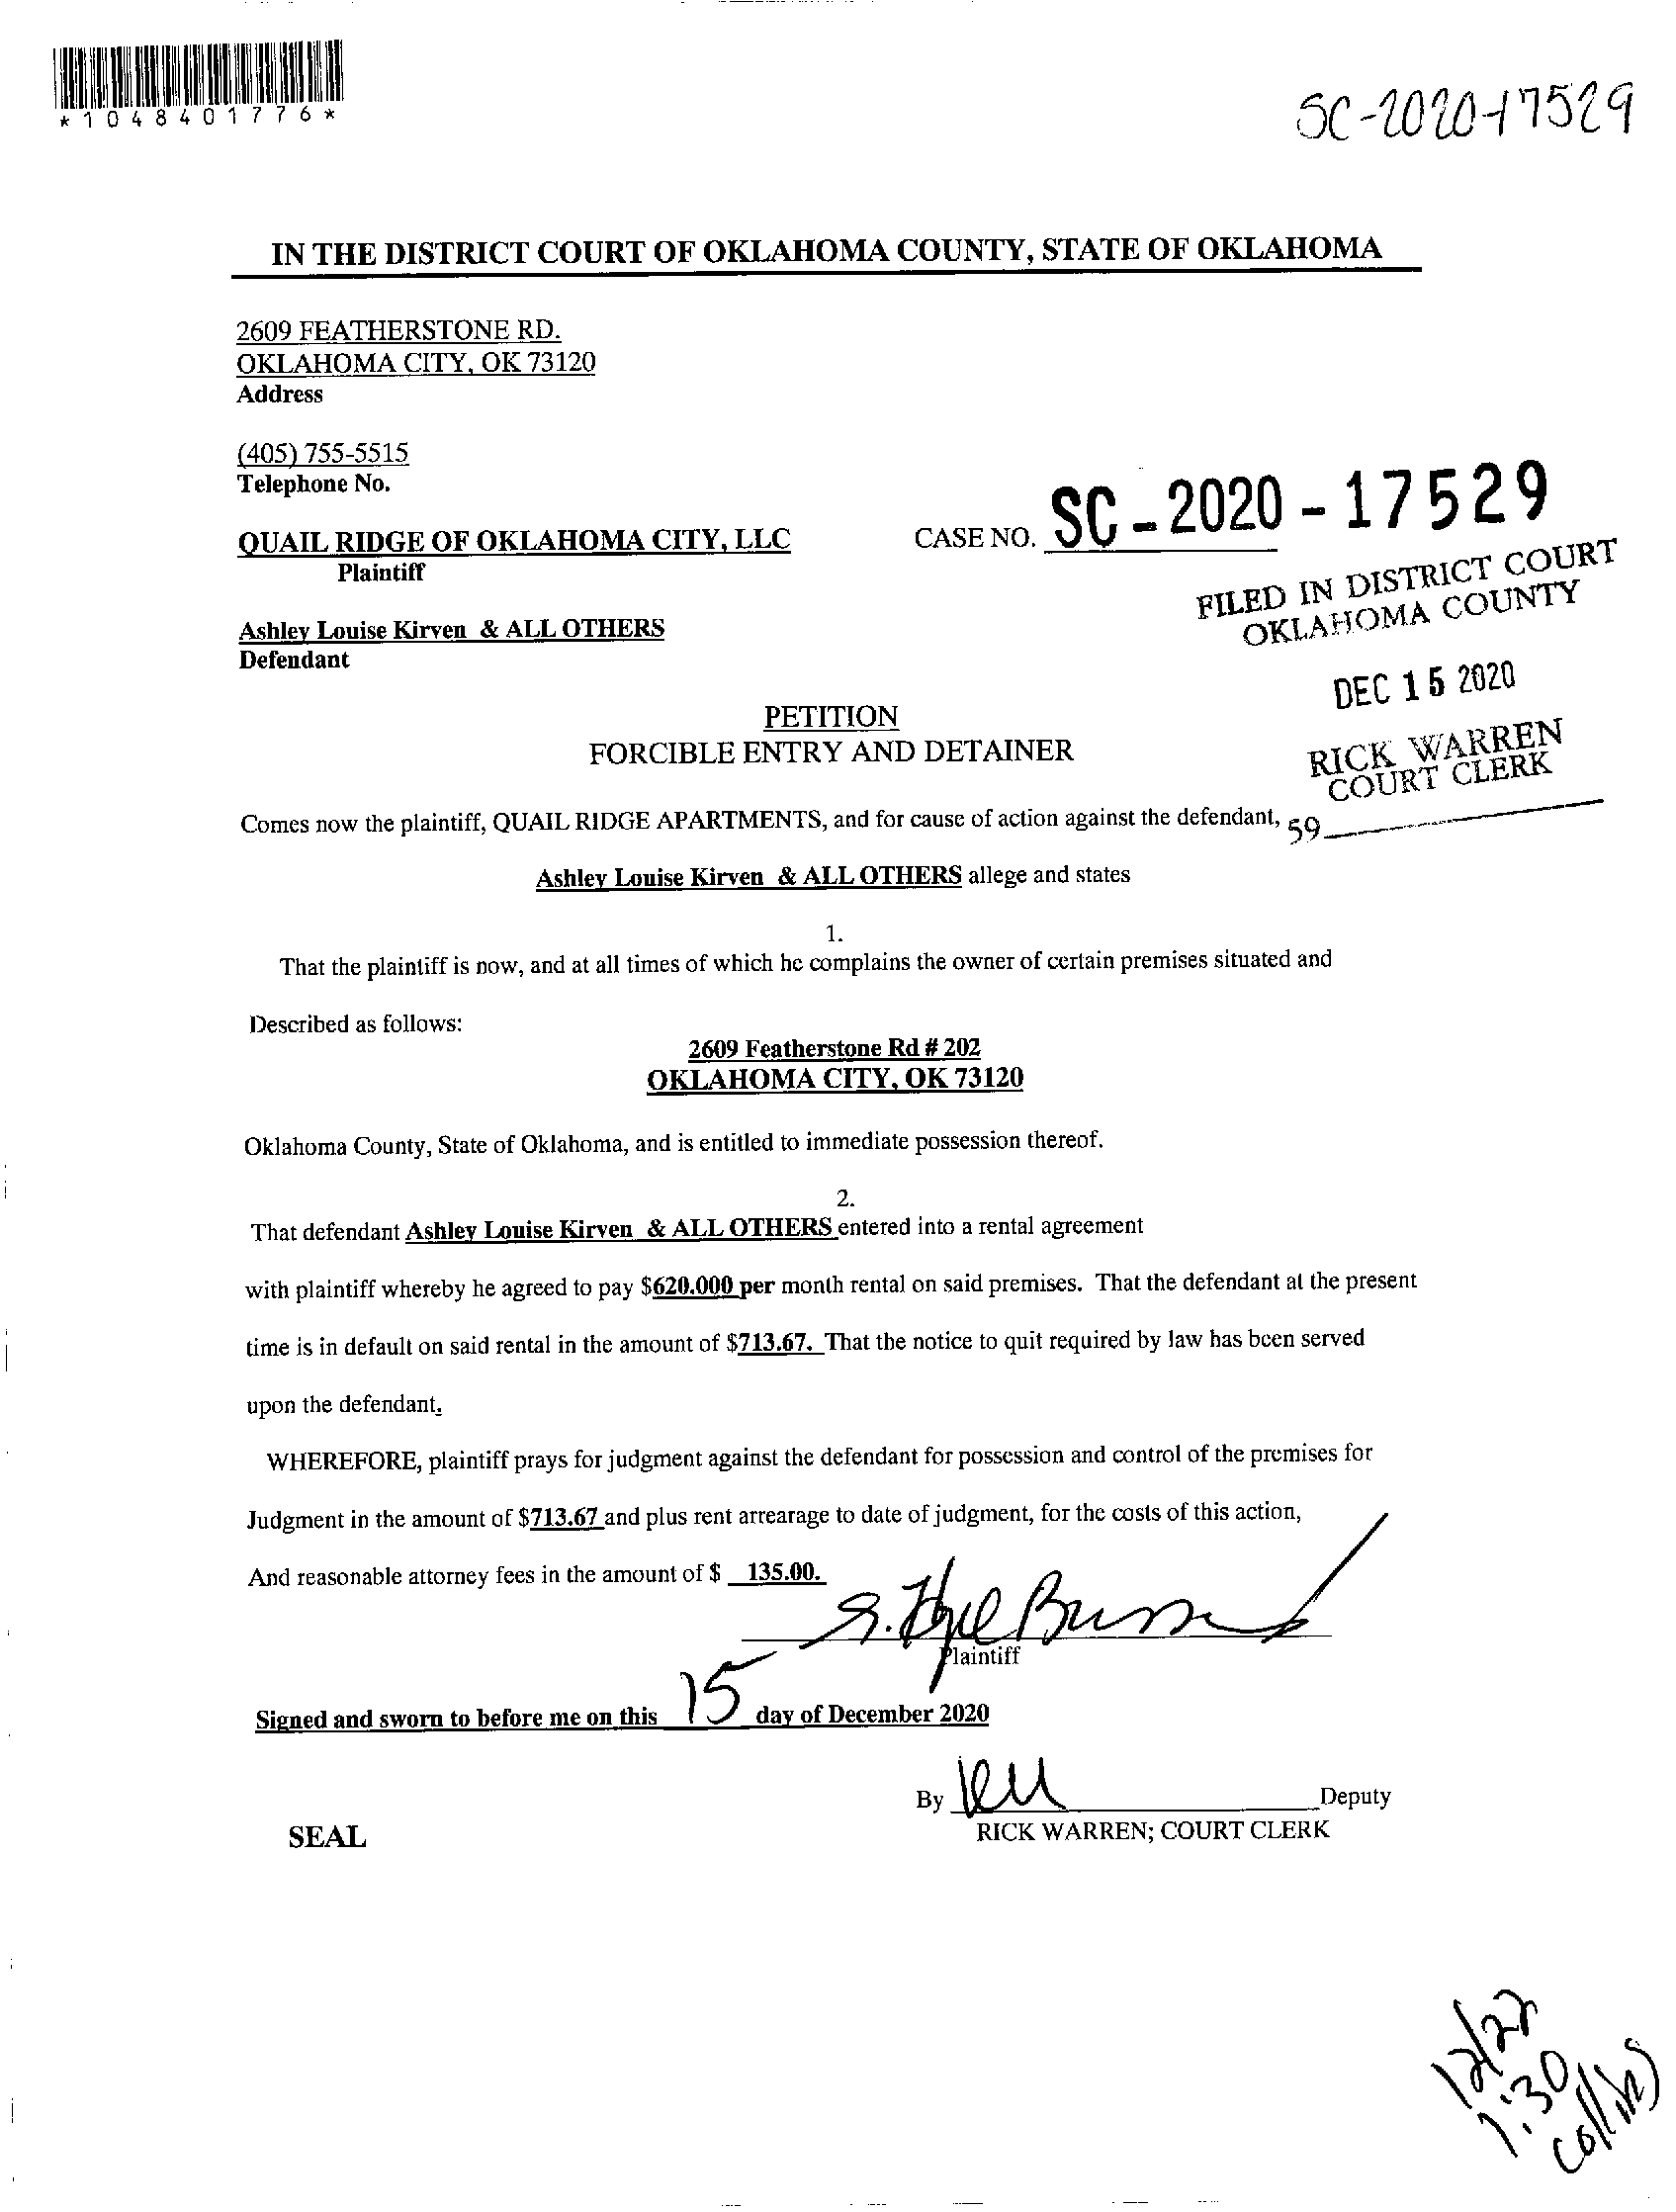 *1048401776*
SC-2020-17529
IN THE DISTRICT COURT OF OKLAHOMA COUNTY, STATE OF OKLAHOMA
2609 FEATHERSTONE RD.
OKLAHOMA CITY, OK 73120
Address
(405) 755-5515
Telephone No.
QUAIL RIDGE OF OKLAHOMA CITY, LLC
Plaintiff
CASE NO. SC-2020-17529
FILED IN DISTRICT COURT
OKLAHOMA COUNTY
Ashley Louise Kirven & ALL OTHERS
Defendant
DEC 15 2020
RICK WARREN
COURT CLERK
59
PETITION
FORCIBLE ENTRY AND DETAINER
Comes now the plaintiff, QUAIL RIDGE APARTMENTS, and for cause of action against the defendant,
Ashley Louise Kirven & ALL OTHERS allege and states
1.
That the plaintiff is now, and at all times of which he complains the owner of certain premises situated and
Described as follows:
2609 Featherstone Rd # 202
OKLAHOMA CITY, OK 73120
Oklahoma County, State of Oklahoma, and is entitled to immediate possession thereof.
2.
That defendant Ashley Louise Kirven & ALL OTHERS entered into a rental agreement
with plaintiff whereby he agreed to pay $620.000 per month rental on said premises. That the defendant at the present
time is in default on said rental in the amount of $713.67. That the notice to quit required by law has been served
upon the defendant.
WHEREFORE, plaintiff prays for judgment against the defendant for possession and control of the premises for
Judgment in the amount of $713.67 and plus rent arrearage to date of judgment, for the costs of this action,
And reasonable attorney fees in the amount of $ 135.00.
Plaintiff
Signed and sworn to before me on this 15 day of December 2020
By Deputy
RICK WARREN; COURT CLERK
SEAL
12/22
1:30
Collins